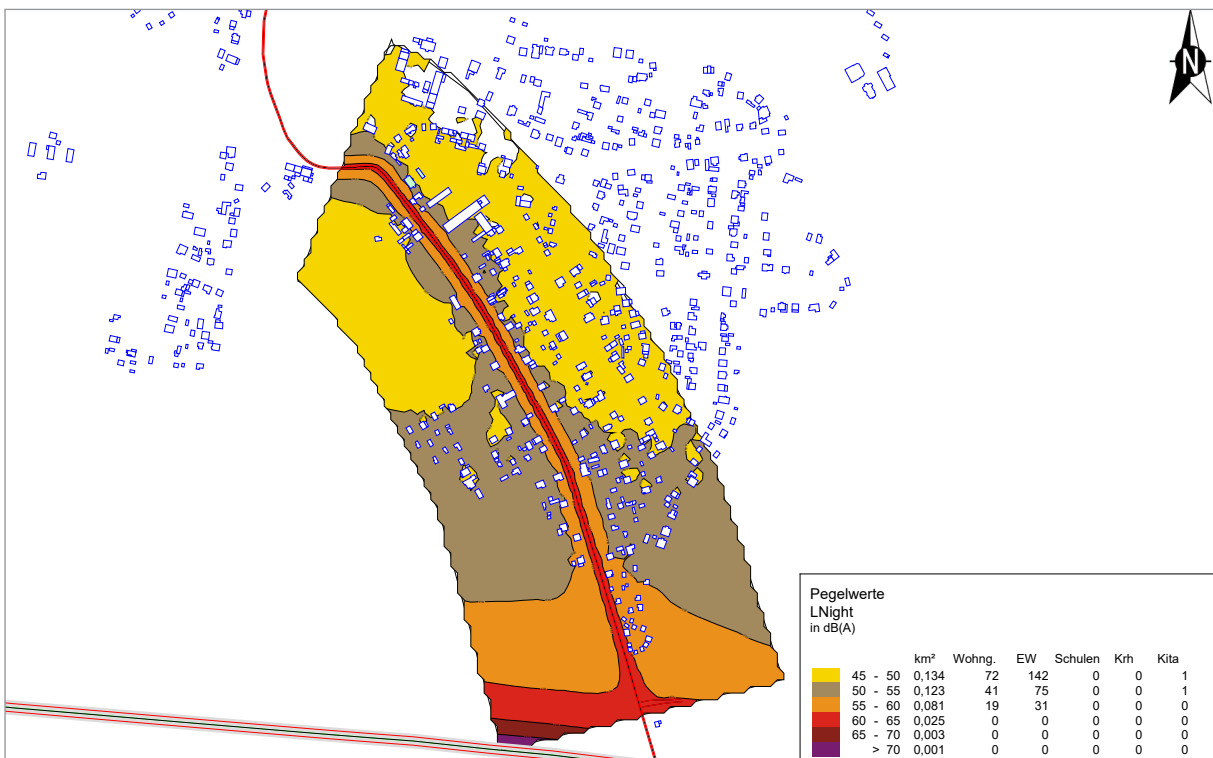 N
Pegelwerte
LNight
in dB(A)
km² Wohng. EW Schulen Krh Kita
45 - 50 0,134 72 142 0 0 1
50 - 55 0,123 41 75 0 0 1
55 - 60 0,081 19 31 0 0 0
60 - 65 0,025 0 0 0 0 0
65 - 70 0,003 0 0 0 0 0
> 70 0,001 0 0 0 0 0